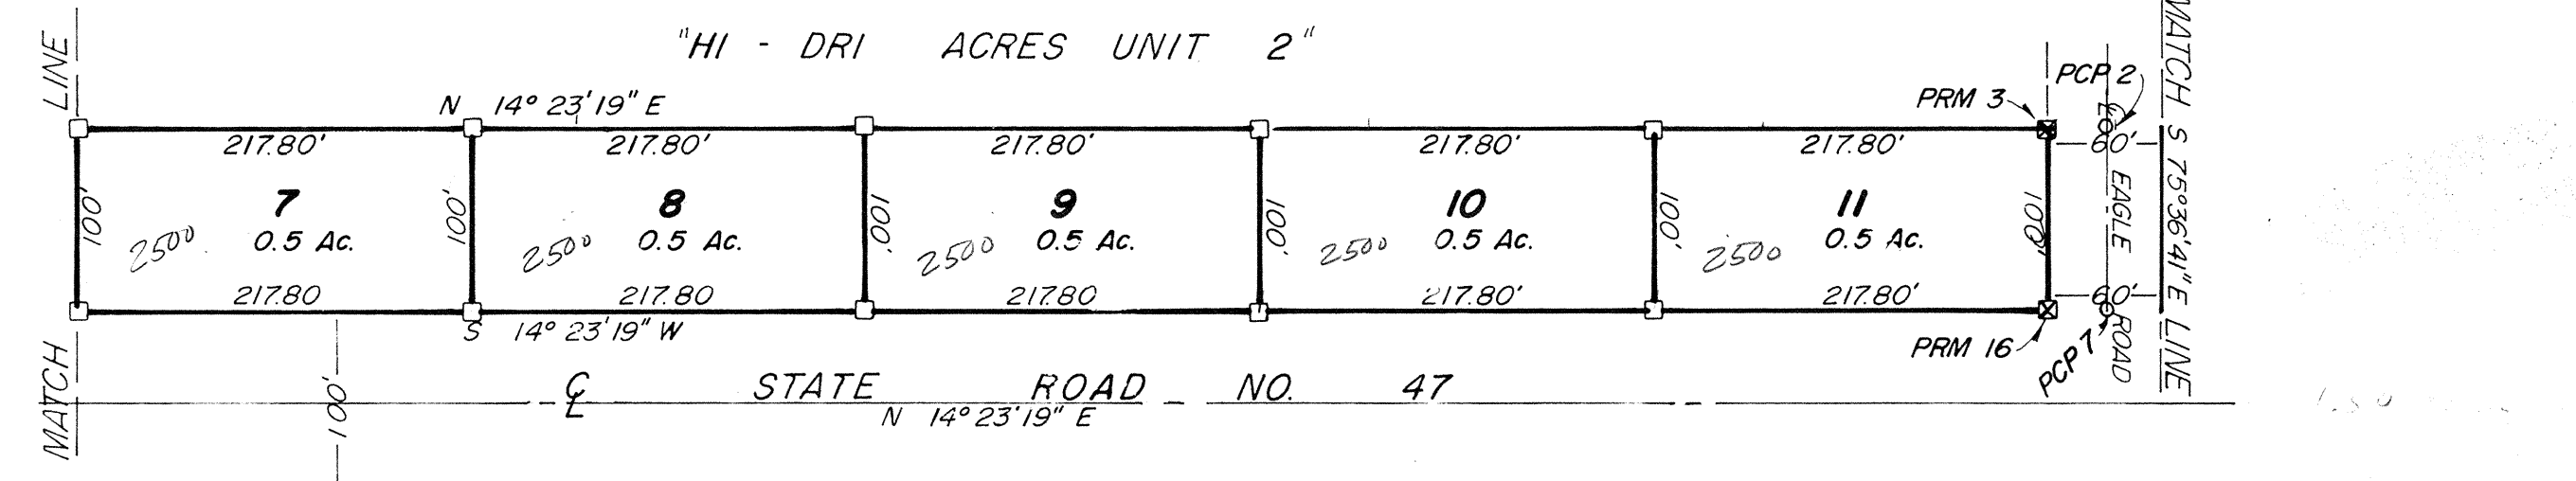 "HI - DRI ACRES UNIT 2"
MATCH LINE
N 14° 23' 19" E
PRM 3
PCP 2
217.80' 217.80' 217.80' 217.80' 217.80'
60'
100' 100' 100' 100' 100' 100'
7 8 9 10 11
0.5 Ac. 0.5 Ac. 0.5 Ac. 0.5 Ac. 0.5 Ac.
2500 2500 2500 2500 2500
217.80 217.80 217.80 217.80' 217.80'
60'
S 14° 23' 19" W
PRM 16
PCP 7
EAGLE ROAD
MATCH S 75°36'41" E LINE
℄ STATE ROAD NO. 47
N 14° 23' 19" E
100'